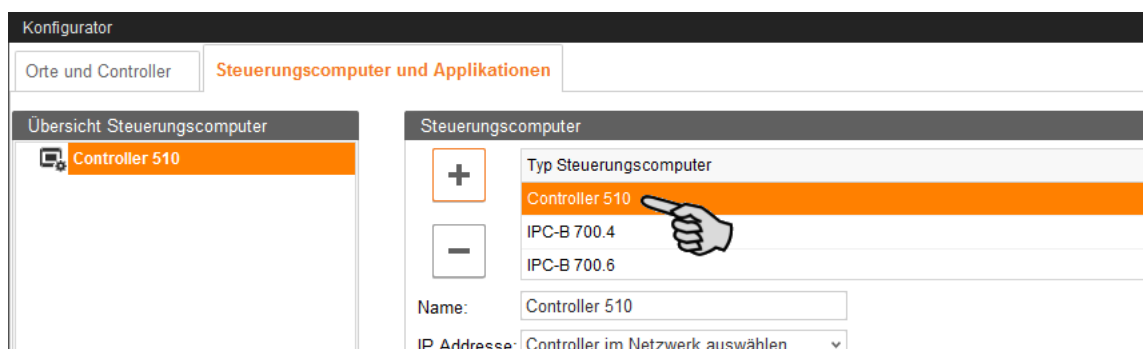 Konfigurator
Orte und Controller
Steuerungscomputer und Applikationen
Übersicht Steuerungscomputer
Controller 510
Steuerungscomputer
Typ Steuerungscomputer
Controller 510
IPC-B 700.4
IPC-B 700.6
Name: Controller 510
IP Addresse: Controller im Netzwerk auswählen